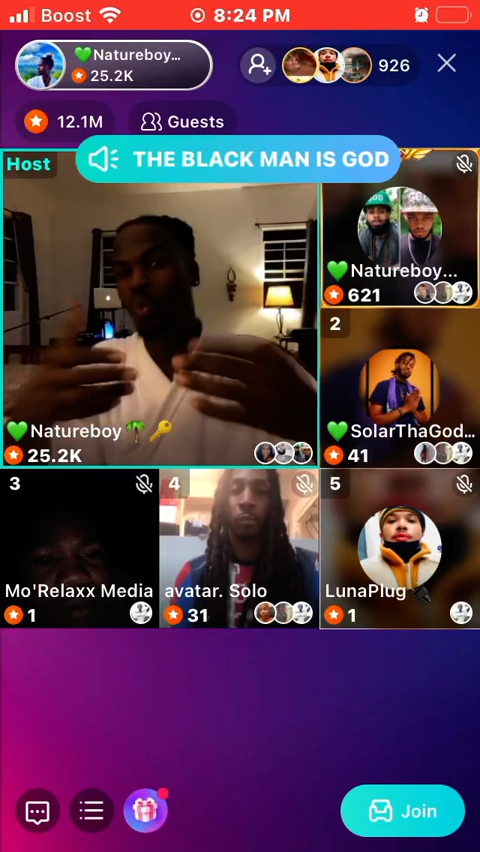 Boost
8:24 PM
💚Natureboy...
25.2K
926
12.1M
Guests
Host
THE BLACK MAN IS GOD
💚Natureboy...
621
2
💚Natureboy🌴🔑
25.2K
💚SolarThaGod...
41
3
4
5
Mo'Relaxx Media
1
avatar. Solo
31
LunaPlug
1
Join